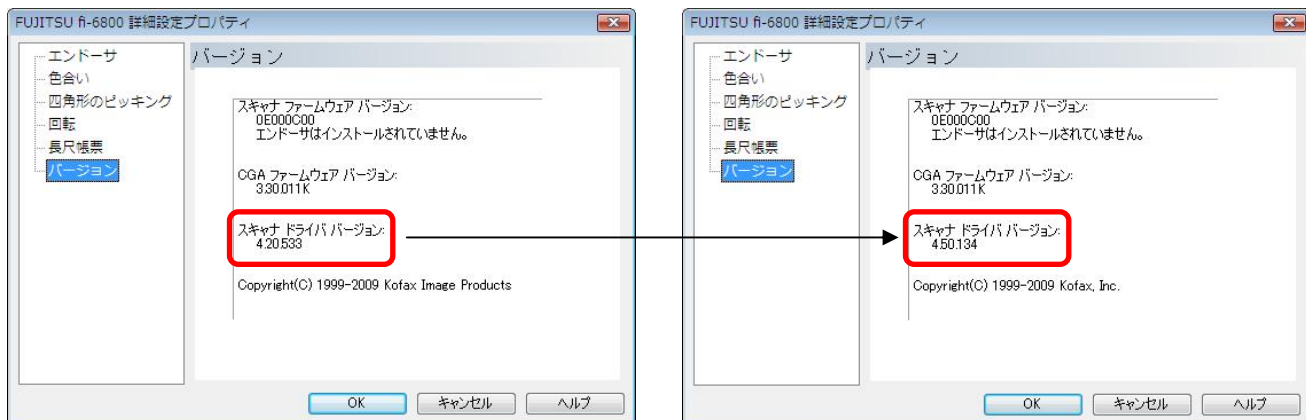 FUJITSU fi-6800 詳細設定プロパティ
エンドーサ
色合い
四角形のピッキング
回転
長尺帳票
バージョン
バージョン
スキャナ ファームウェア バージョン:
0E000C00
エンドーサはインストールされていません。
CGA ファームウェア バージョン:
3.30.011K
スキャナ ドライバ バージョン:
4.20.533
Copyright(C) 1999-2009 Kofax Image Products
OK
キャンセル
ヘルプ
FUJITSU fi-6800 詳細設定プロパティ
エンドーサ
色合い
四角形のピッキング
回転
長尺帳票
バージョン
バージョン
スキャナ ファームウェア バージョン:
0E000C00
エンドーサはインストールされていません。
CGA ファームウェア バージョン:
3.30.011K
スキャナ ドライバ バージョン:
4.50.134
Copyright(C) 1999-2009 Kofax, Inc.
OK
キャンセル
ヘルプ